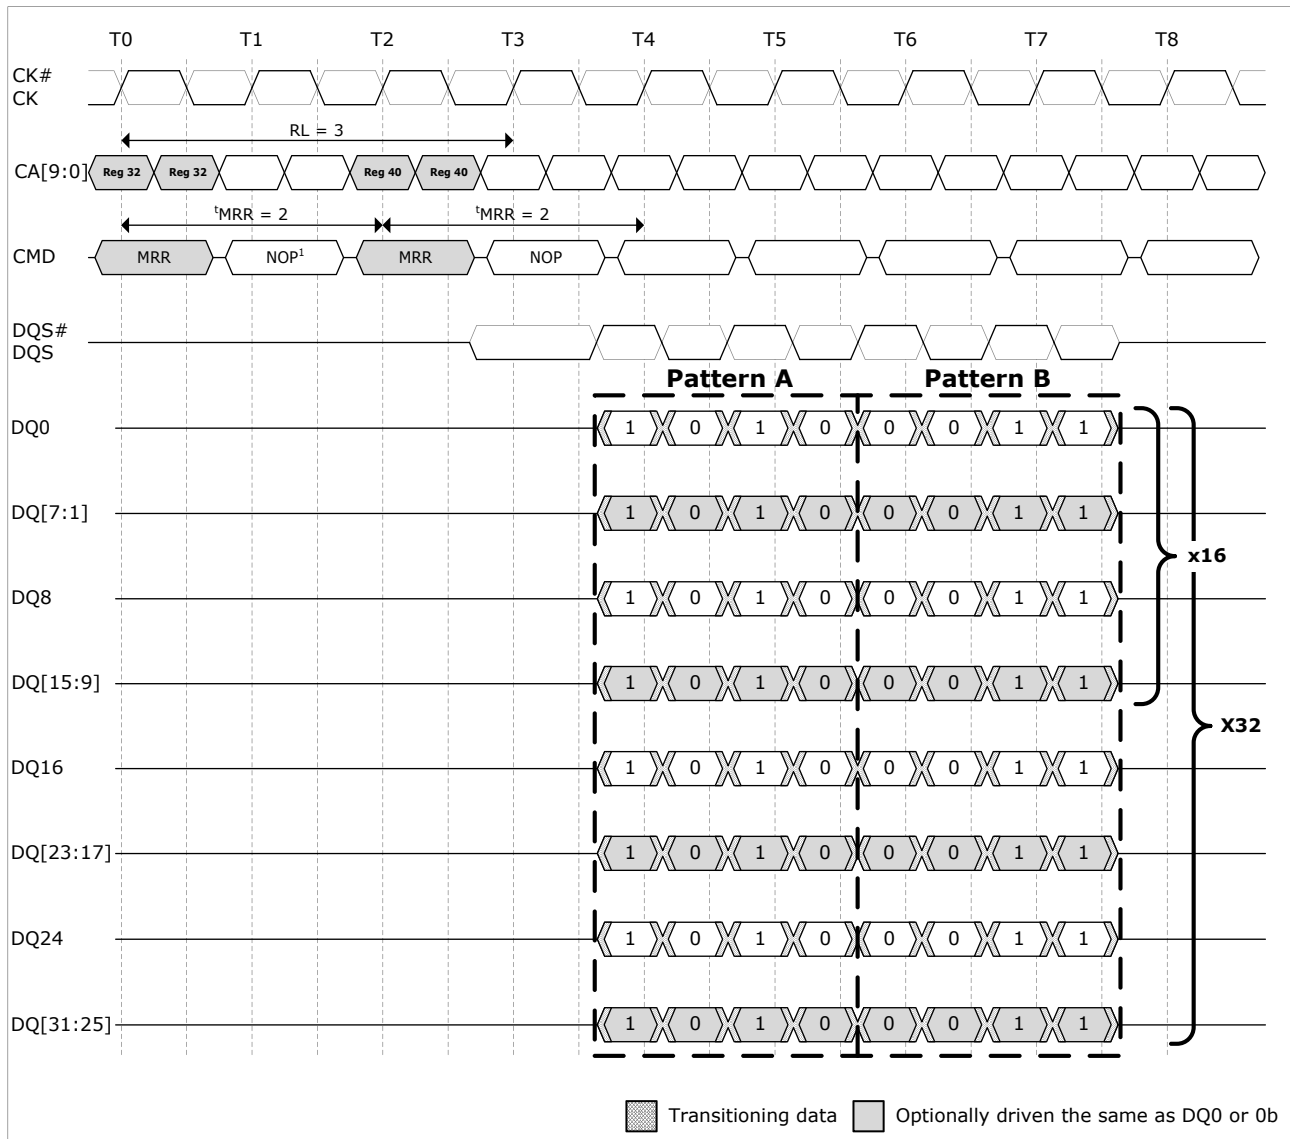 T0 T1 T2 T3 T4 T5 T6 T7 T8
CK#
CK
RL = 3
CA[9:0] Reg 32 Reg 32 Reg 40 Reg 40
tMRR = 2 tMRR = 2
CMD MRR NOP1 MRR NOP
DQS#
DQS
Pattern A Pattern B
DQ0 1 0 1 0 0 0 1 1
DQ[7:1] 1 0 1 0 0 0 1 1
x16
DQ8 1 0 1 0 0 0 1 1
DQ[15:9] 1 0 1 0 0 0 1 1
X32
DQ16 1 0 1 0 0 0 1 1
DQ[23:17] 1 0 1 0 0 0 1 1
DQ24 1 0 1 0 0 0 1 1
DQ[31:25] 1 0 1 0 0 0 1 1
Transitioning data Optionally driven the same as DQ0 or 0b